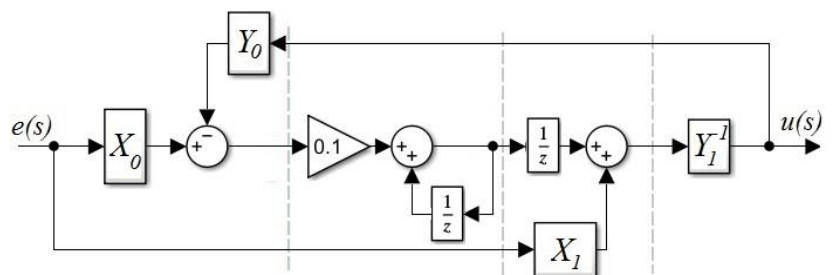 Y₀
e(s)
X₀
−
+
0.1
+
+
1/z
1/z
+
+
Y₁⁻¹
u(s)
X₁